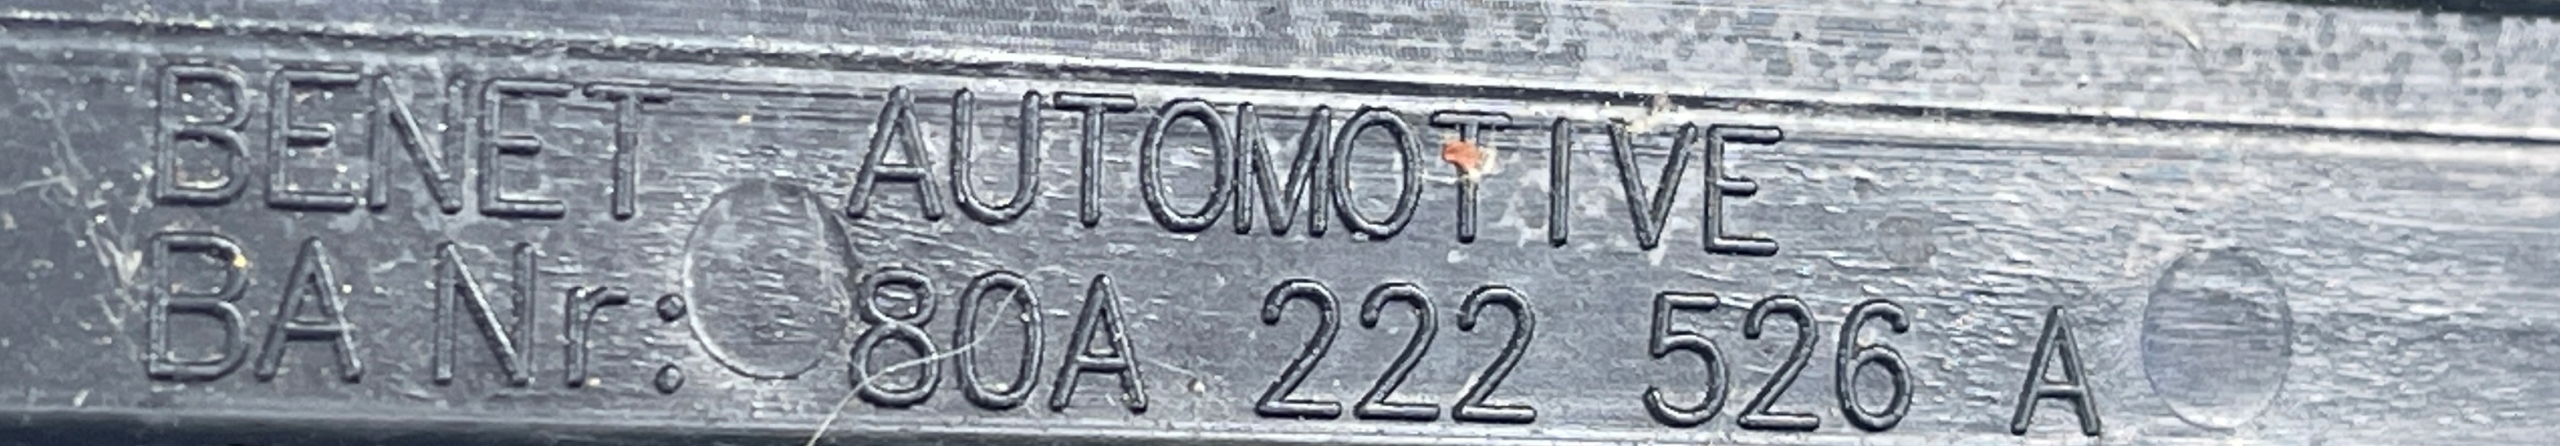 BENET AUTOMOTIVE
BA Nr: 80A 222 526 A